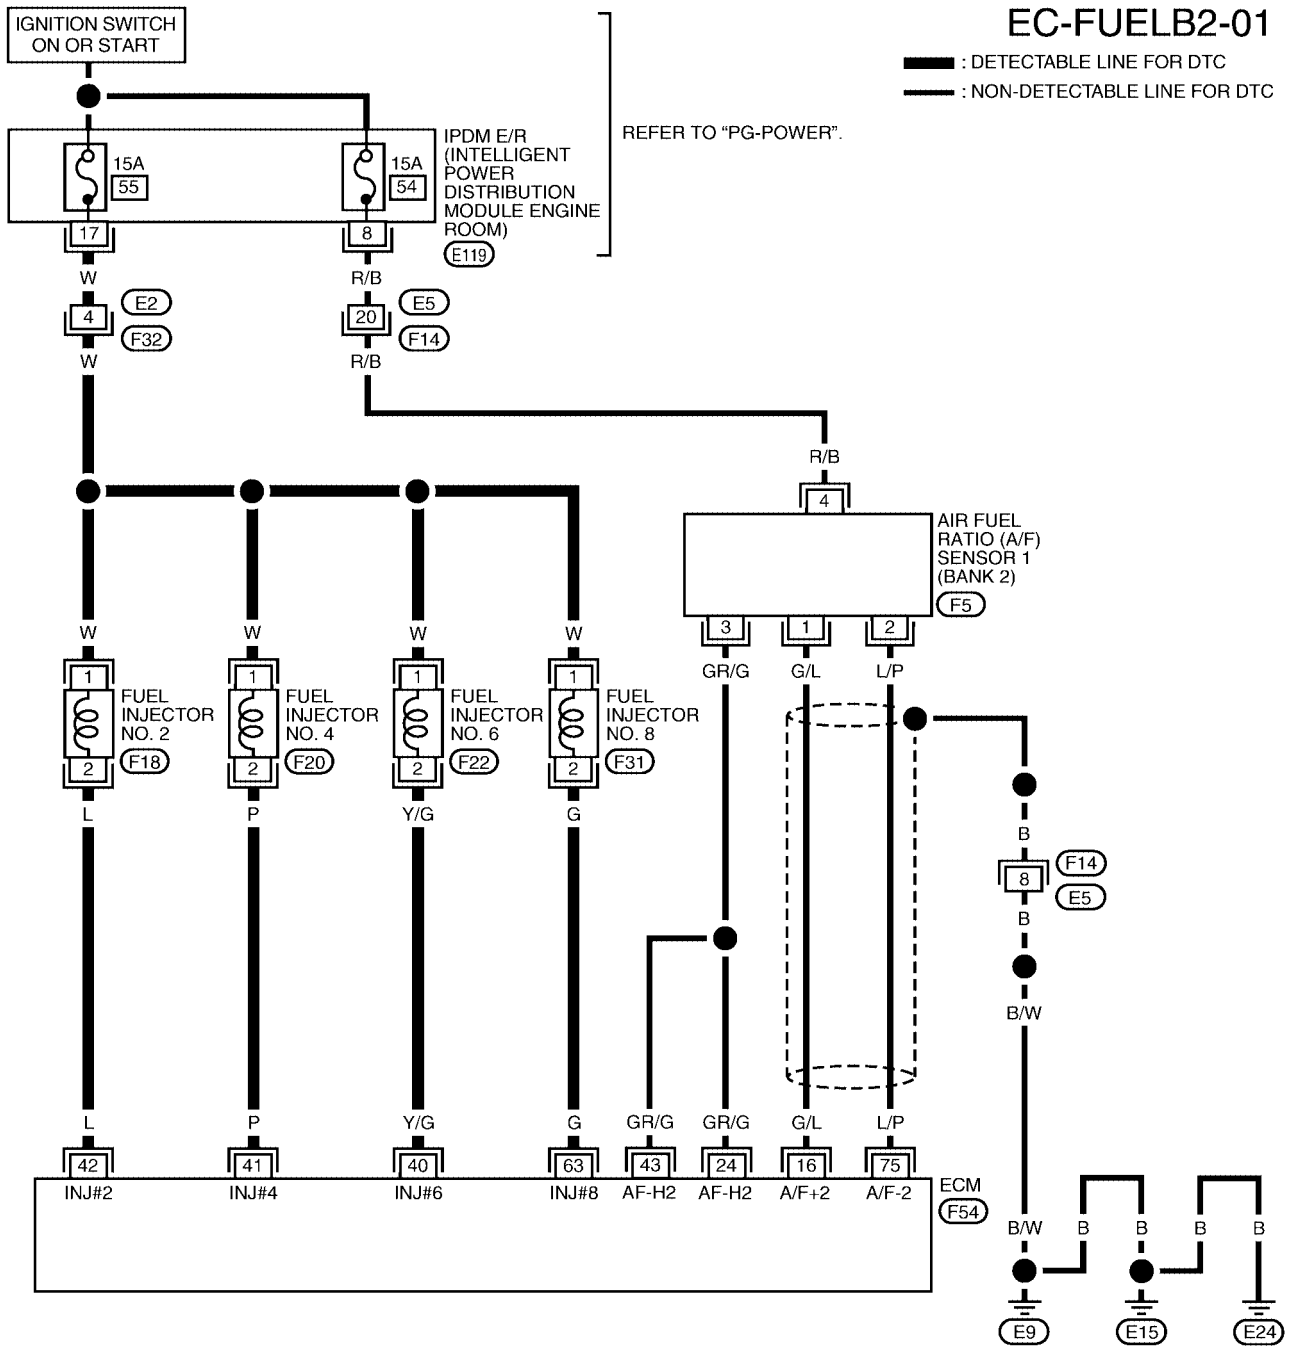 EC-FUELB2-01
IGNITION SWITCH
ON OR START
: DETECTABLE LINE FOR DTC
: NON-DETECTABLE LINE FOR DTC
REFER TO “PG-POWER”.
15A
55
15A
54
IPDM E/R
(INTELLIGENT
POWER
DISTRIBUTION
MODULE ENGINE
ROOM)
E119
17
8
W
R/B
4
E2
F32
20
E5
F14
W
R/B
R/B
4
AIR FUEL
RATIO (A/F)
SENSOR 1
(BANK 2)
F5
3
1
2
GR/G
G/L
L/P
W
W
W
W
1
1
1
1
FUEL
INJECTOR
NO. 2
F18
FUEL
INJECTOR
NO. 4
F20
FUEL
INJECTOR
NO. 6
F22
FUEL
INJECTOR
NO. 8
F31
2
2
2
2
L
P
Y/G
G
B
8
F14
E5
B
B/W
L
P
Y/G
G
GR/G
GR/G
G/L
L/P
42
41
40
63
43
24
16
75
INJ#2
INJ#4
INJ#6
INJ#8
AF-H2
AF-H2
A/F+2
A/F-2
ECM
F54
B/W
B
B
B
B
E9
E15
E24